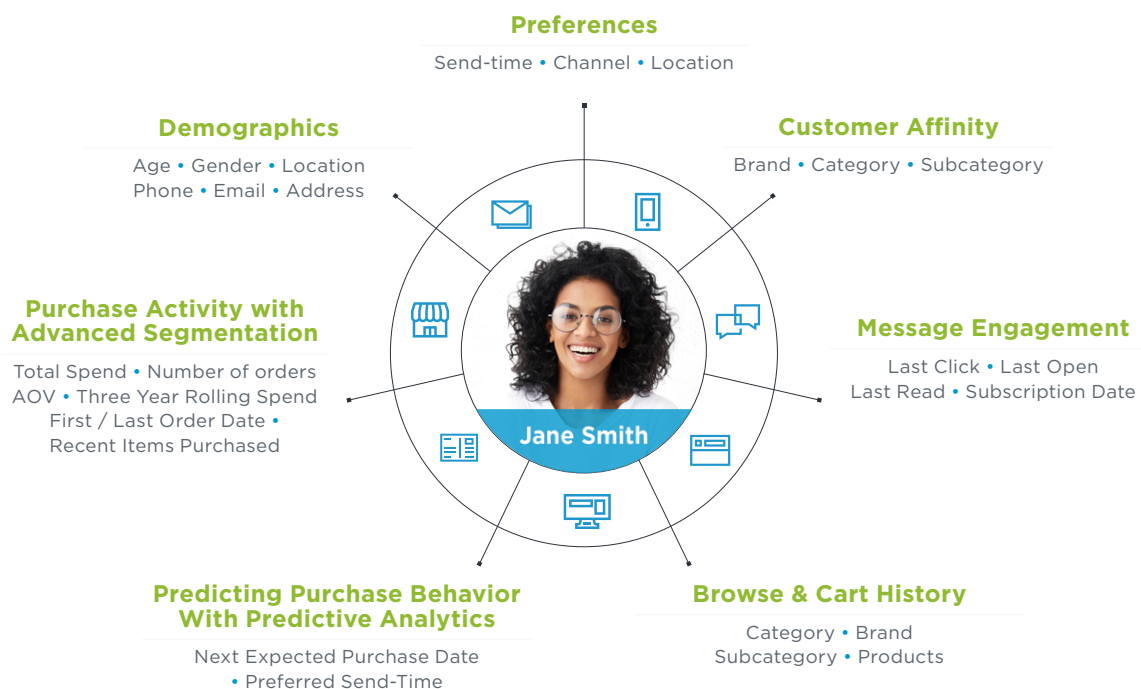 Preferences
Send-time • Channel • Location
Demographics
Age • Gender • Location
Phone • Email • Address
Customer Affinity
Brand • Category • Subcategory
Purchase Activity with
Advanced Segmentation
Total Spend • Number of orders
AOV • Three Year Rolling Spend
First / Last Order Date •
Recent Items Purchased
Message Engagement
Last Click • Last Open
Last Read • Subscription Date
Jane Smith
Predicting Purchase Behavior
With Predictive Analytics
Next Expected Purchase Date
• Preferred Send-Time
Browse & Cart History
Category • Brand
Subcategory • Products